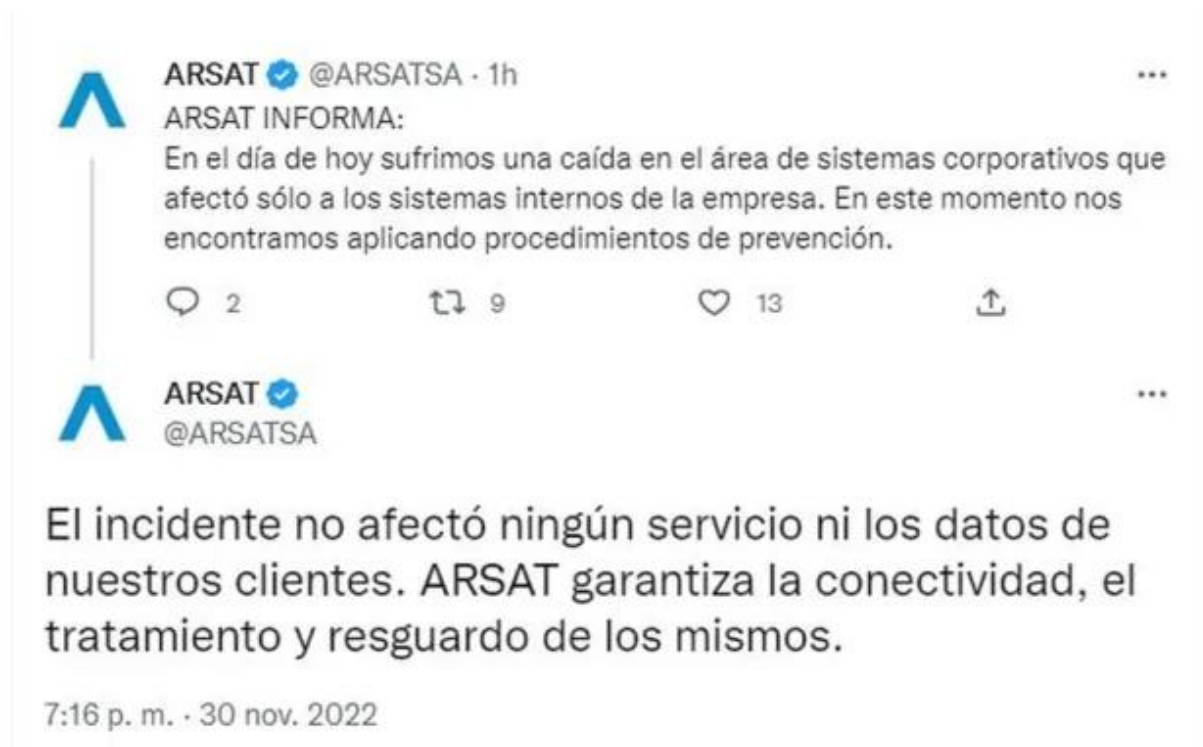 ARSAT @ARSATSA · 1h
ARSAT INFORMA:
En el día de hoy sufrimos una caída en el área de sistemas corporativos que
afectó sólo a los sistemas internos de la empresa. En este momento nos
encontramos aplicando procedimientos de prevención.
2 9 13
ARSAT
@ARSATSA
El incidente no afectó ningún servicio ni los datos de
nuestros clientes. ARSAT garantiza la conectividad, el
tratamiento y resguardo de los mismos.
7:16 p. m. · 30 nov. 2022